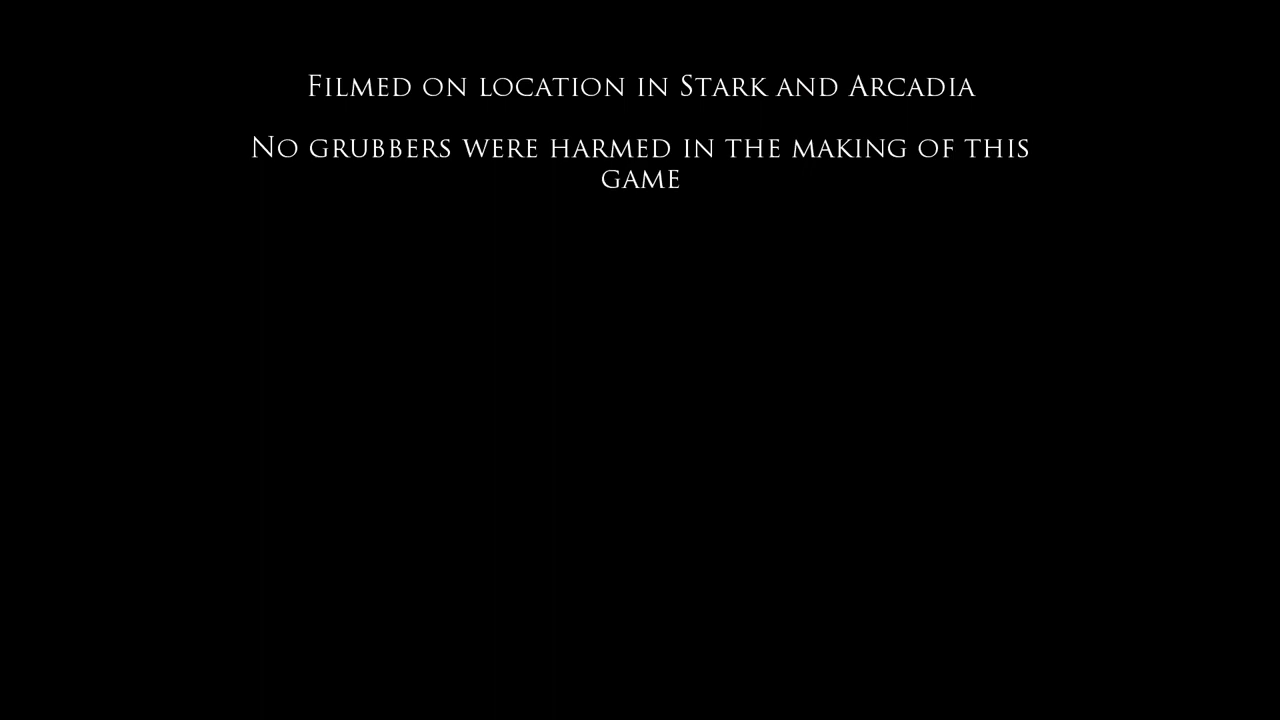 Filmed on location in Stark and Arcadia
No grubbers were harmed in the making of this
game